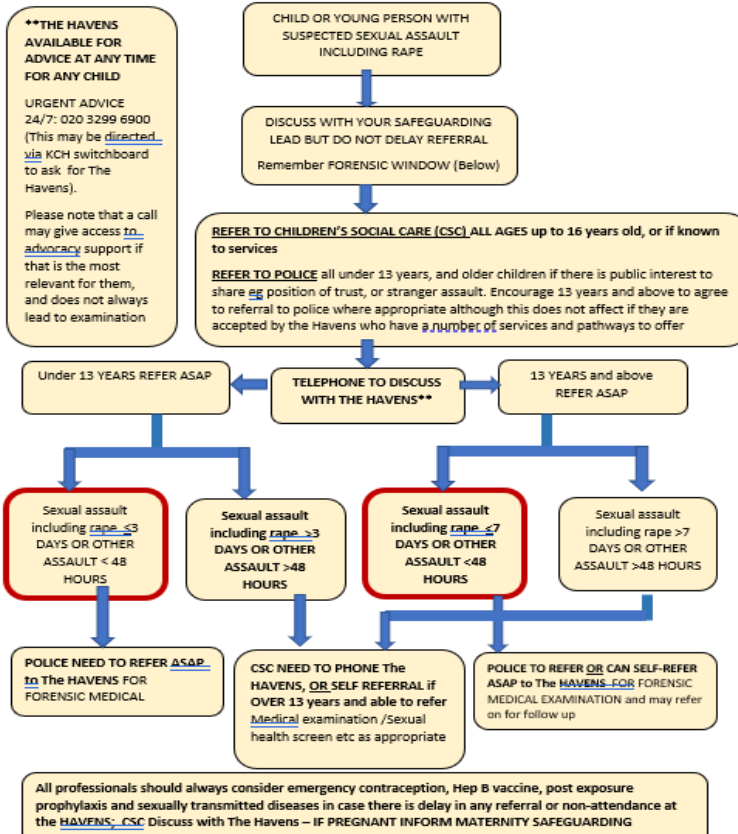 **THE HAVENS
AVAILABLE FOR
ADVICE AT ANY TIME
FOR ANY CHILD
URGENT ADVICE
24/7: 020 3299 6900
(This may be directed
via KCH switchboard
to ask for The
Havens).
Please note that a call
may give access to
advocacy support if
that is the most
relevant for them,
and does not always
lead to examination
CHILD OR YOUNG PERSON WITH
SUSPECTED SEXUAL ASSAULT
INCLUDING RAPE
DISCUSS WITH YOUR SAFEGUARDING
LEAD BUT DO NOT DELAY REFERRAL
Remember FORENSIC WINDOW (Below)
REFER TO CHILDREN'S SOCIAL CARE (CSC) ALL AGES up to 16 years old, or if known
to services
REFER TO POLICE all under 13 years, and older children if there is public interest to
share eg position of trust, or stranger assault. Encourage 13 years and above to agree
to referral to police where appropriate although this does not affect if they are
accepted by the Havens who have a number of services and pathways to offer
Under 13 YEARS REFER ASAP
TELEPHONE TO DISCUSS
WITH THE HAVENS**
13 YEARS and above
REFER ASAP
Sexual assault
including rape ≤3
DAYS OR OTHER
ASSAULT < 48
HOURS
Sexual assault
including rape >3
DAYS OR OTHER
ASSAULT >48
HOURS
Sexual assault
including rape ≤7
DAYS OR OTHER
ASSAULT <48
HOURS
Sexual assault
including rape >7
DAYS OR OTHER
ASSAULT >48 HOURS
POLICE NEED TO REFER ASAP
to The HAVENS FOR
FORENSIC MEDICAL
CSC NEED TO PHONE The
HAVENS, OR SELF REFERRAL if
OVER 13 years and able to refer
Medical examination /Sexual
health screen etc as appropriate
POLICE TO REFER OR CAN SELF-REFER
ASAP to The HAVENS FOR FORENSIC
MEDICAL EXAMINATION and may refer
on for follow up
All professionals should always consider emergency contraception, Hep B vaccine, post exposure
prophylaxis and sexually transmitted diseases in case there is delay in any referral or non-attendance at
the HAVENS; CSC Discuss with The Havens – IF PREGNANT INFORM MATERNITY SAFEGUARDING